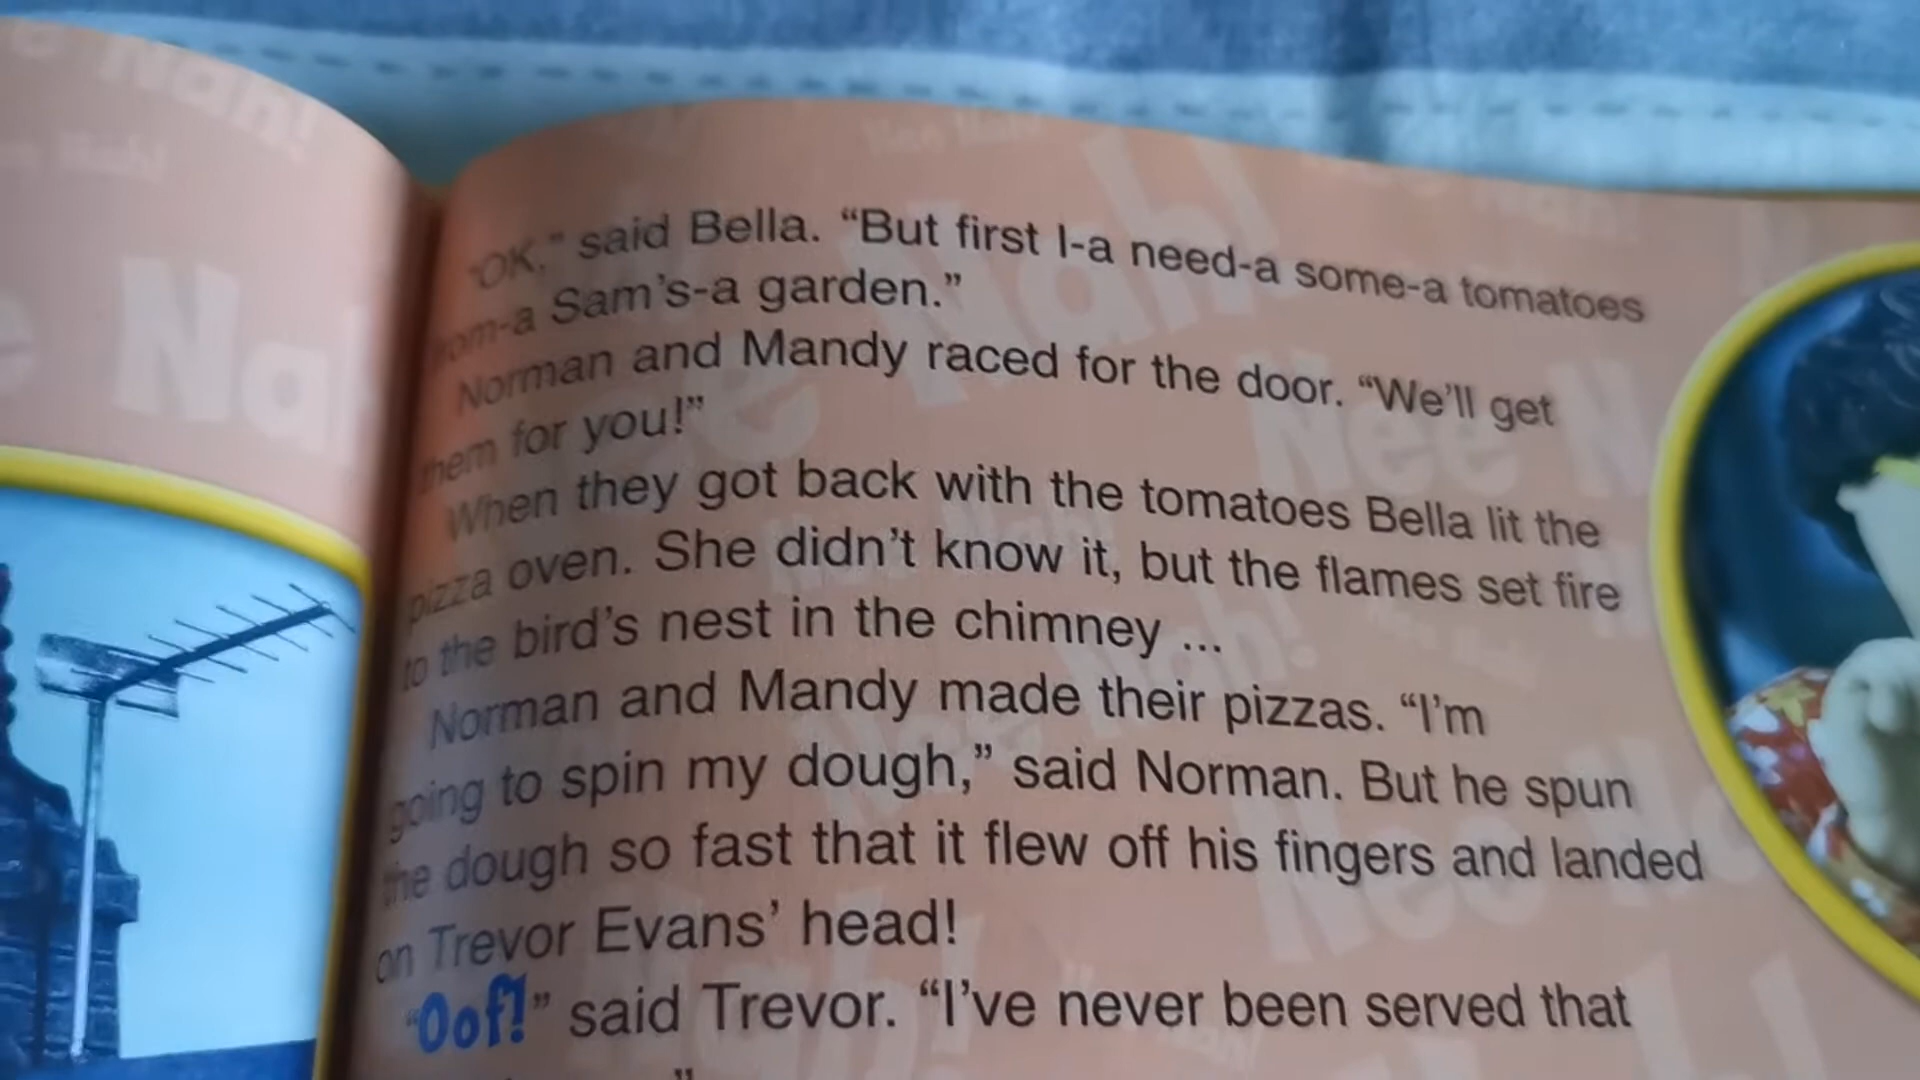 "OK," said Bella. "But first I-a need-a some-a tomatoes
from-a Sam's-a garden."
Norman and Mandy raced for the door. "We'll get
them for you!"
When they got back with the tomatoes Bella lit the
pizza oven. She didn't know it, but the flames set fire
to the bird's nest in the chimney ...
Norman and Mandy made their pizzas. "I'm
going to spin my dough," said Norman. But he spun
the dough so fast that it flew off his fingers and landed
on Trevor Evans' head!
"Oof!" said Trevor. "I've never been served that